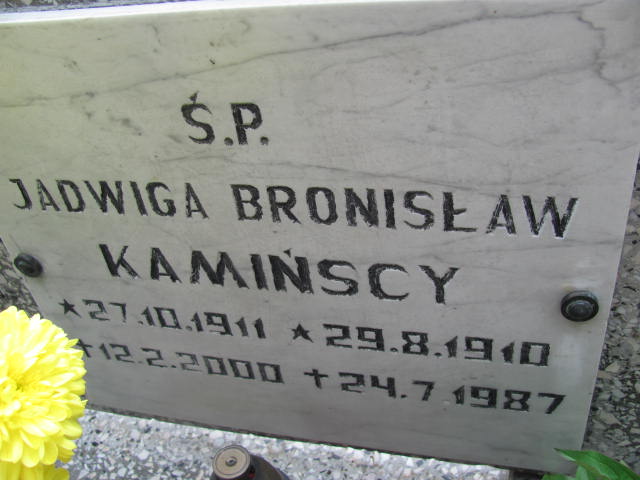 Ś.P.
JADWIGA BRONISŁAW
KAMIŃSCY
★27.10.1911 ★29.8.1910
+12.2.2000 +24.7.1987